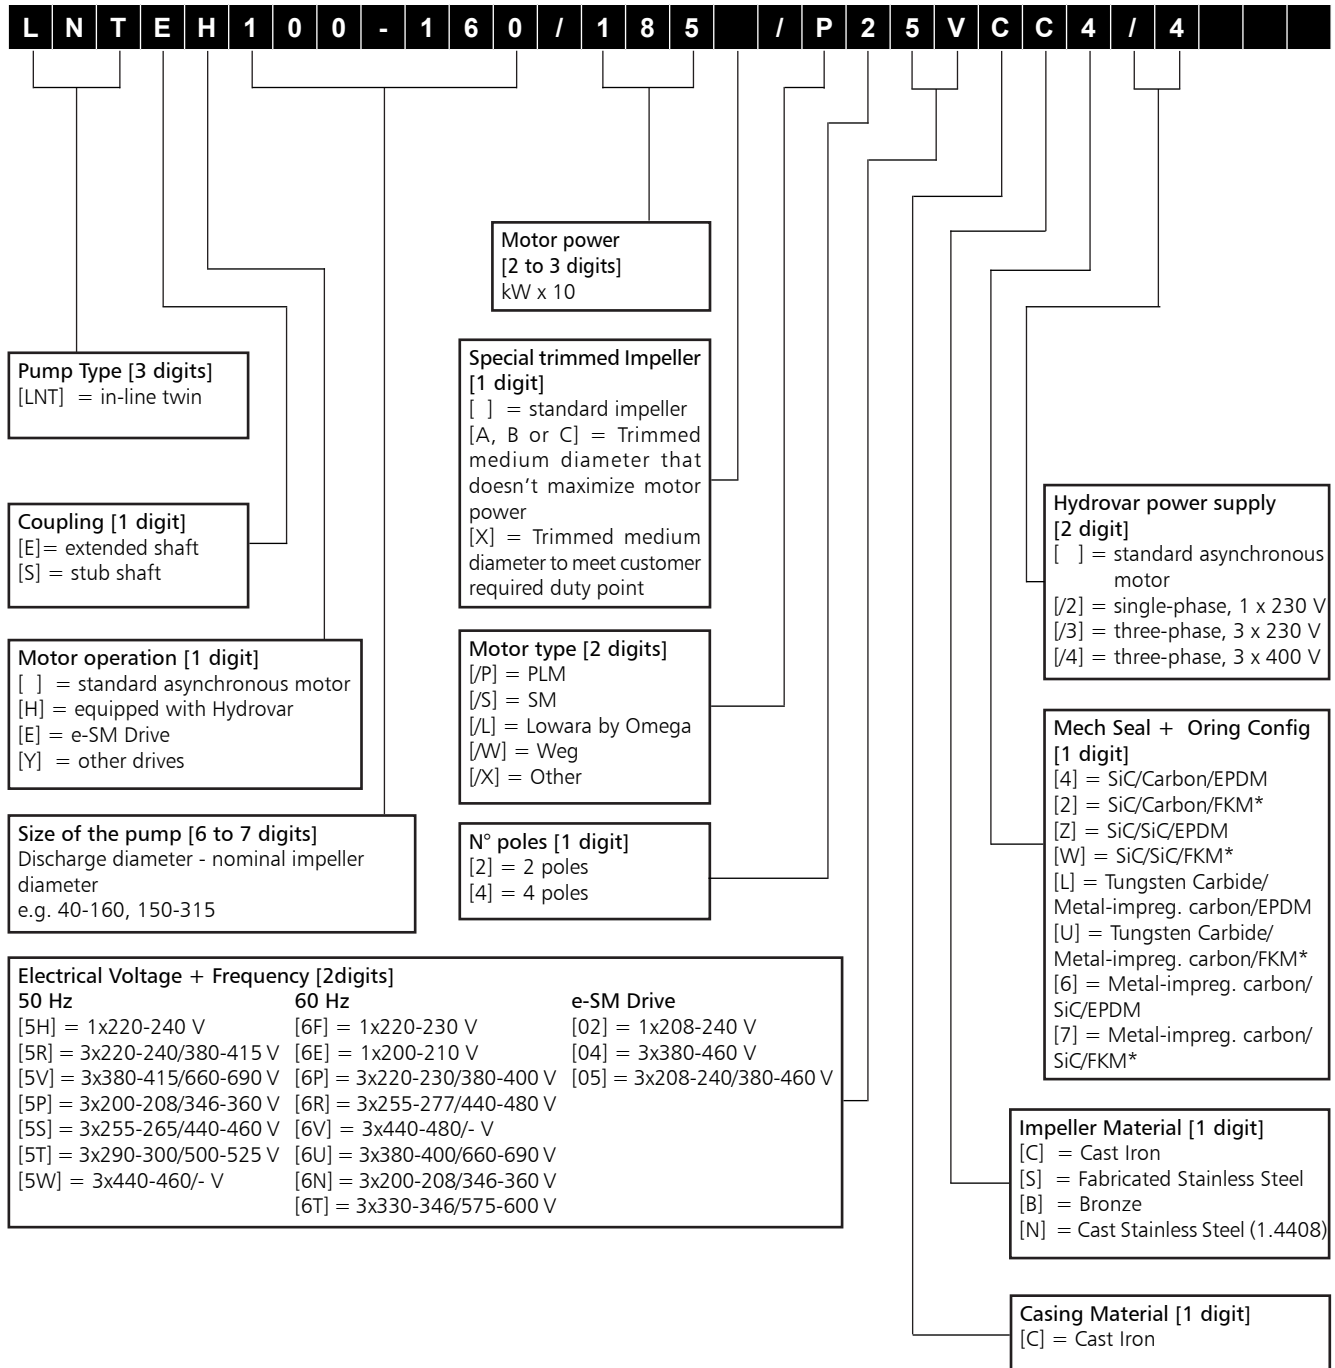 LNTEH100-160/185 /P25VCC4/4
Motor power
[2 to 3 digits]
kW x 10
Pump Type [3 digits]
[LNT] = in-line twin
Coupling [1 digit]
[E]= extended shaft
[S] = stub shaft
Motor operation [1 digit]
[ ] = standard asynchronous motor
[H] = equipped with Hydrovar
[E] = e-SM Drive
[Y] = other drives
Size of the pump [6 to 7 digits]
Discharge diameter - nominal impeller
diameter
e.g. 40-160, 150-315
Special trimmed Impeller
[1 digit]
[ ] = standard impeller
[A, B or C] = Trimmed
medium diameter that
doesn't maximize motor
power
[X] = Trimmed medium
diameter to meet customer
required duty point
Motor type [2 digits]
[/P] = PLM
[/S] = SM
[/L] = Lowara by Omega
[/W] = Weg
[/X] = Other
N° poles [1 digit]
[2] = 2 poles
[4] = 4 poles
Electrical Voltage + Frequency [2digits]
50 Hz
[5H] = 1x220-240 V
[5R] = 3x220-240/380-415 V
[5V] = 3x380-415/660-690 V
[5P] = 3x200-208/346-360 V
[5S] = 3x255-265/440-460 V
[5T] = 3x290-300/500-525 V
[5W] = 3x440-460/- V
60 Hz
[6F] = 1x220-230 V
[6E] = 1x200-210 V
[6P] = 3x220-230/380-400 V
[6R] = 3x255-277/440-480 V
[6V] = 3x440-480/- V
[6U] = 3x380-400/660-690 V
[6N] = 3x200-208/346-360 V
[6T] = 3x330-346/575-600 V
e-SM Drive
[02] = 1x208-240 V
[04] = 3x380-460 V
[05] = 3x208-240/380-460 V
Hydrovar power supply
[2 digit]
[ ] = standard asynchronous
motor
[/2] = single-phase, 1 x 230 V
[/3] = three-phase, 3 x 230 V
[/4] = three-phase, 3 x 400 V
Mech Seal + Oring Config
[1 digit]
[4] = SiC/Carbon/EPDM
[2] = SiC/Carbon/FKM*
[Z] = SiC/SiC/EPDM
[W] = SiC/SiC/FKM*
[L] = Tungsten Carbide/
Metal-impreg. carbon/EPDM
[U] = Tungsten Carbide/
Metal-impreg. carbon/FKM*
[6] = Metal-impreg. carbon/
SiC/EPDM
[7] = Metal-impreg. carbon/
SiC/FKM*
Impeller Material [1 digit]
[C] = Cast Iron
[S] = Fabricated Stainless Steel
[B] = Bronze
[N] = Cast Stainless Steel (1.4408)
Casing Material [1 digit]
[C] = Cast Iron